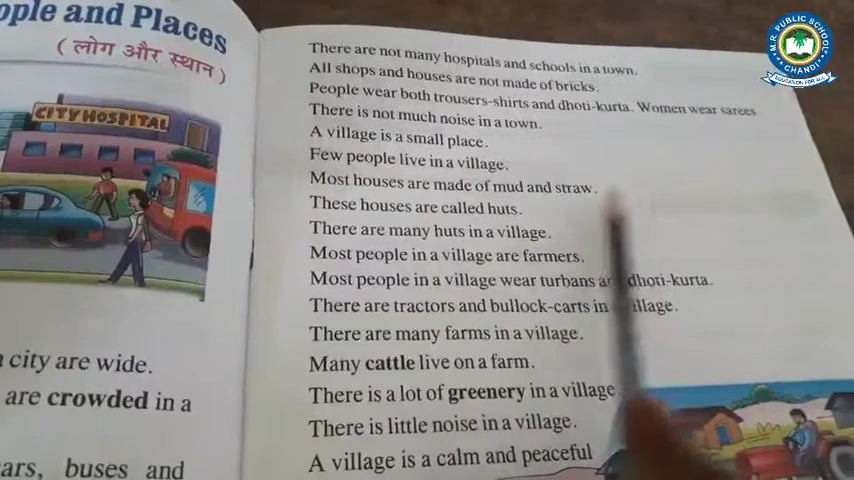 ople and Places
( लोग और स्थान )
CITY HOSPITAL
a city are wide.
are crowded in a
ars, buses and
There are not many hospitals and schools in a town.
All shops and houses are not made of bricks.
People wear both trousers-shirts and dhoti-kurta. Women wear sarees
There is not much noise in a town.
A village is a small place.
Few people live in a village.
Most houses are made of mud and straw.
These houses are called huts.
There are many huts in a village.
Most people in a village are farmers.
Most people in a village wear turbans a dhoti-kurta.
There are tractors and bullock-carts in illage.
There are many farms in a village.
Many cattle live on a farm.
There is a lot of greenery in a village
There is little noise in a village.
A village is a calm and peaceful
M.R. PUBLIC SCHOOL
CHANDI
EDUCATION FOR ALL